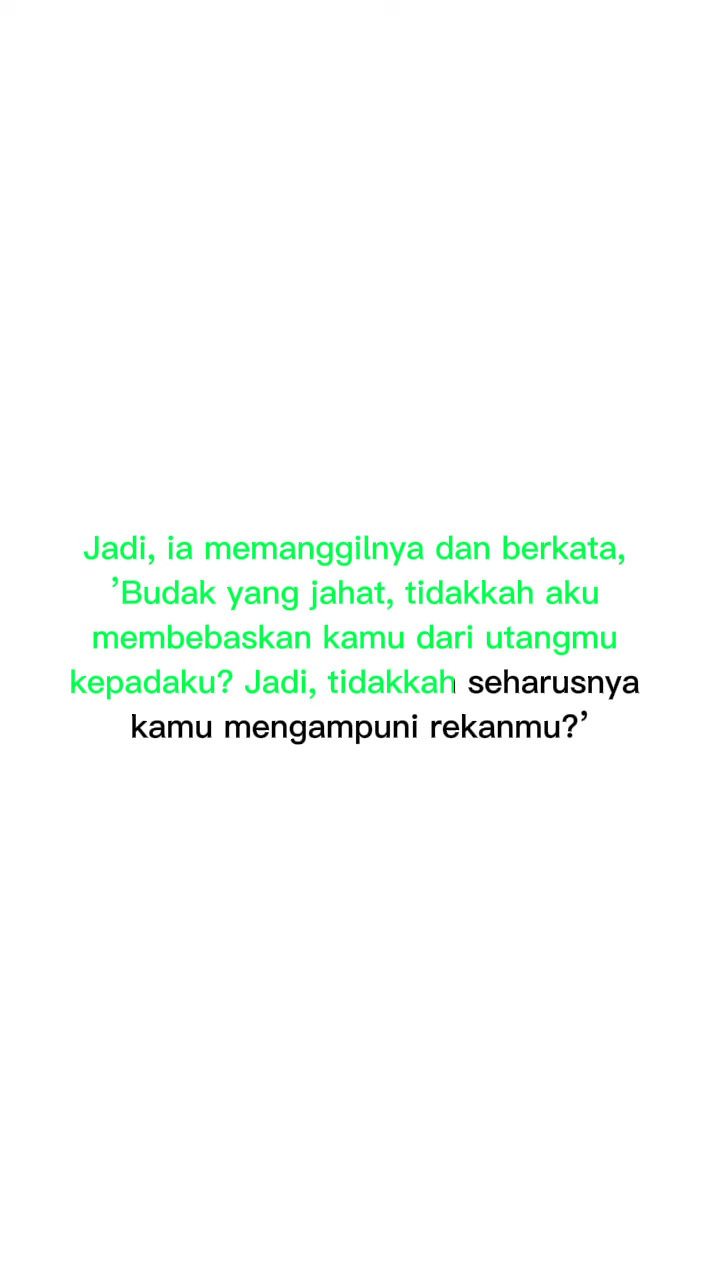 Jadi, ia memanggilnya dan berkata,
’Budak yang jahat, tidakkah aku
membebaskan kamu dari utangmu
kepadaku? Jadi, tidakkah seharusnya
kamu mengampuni rekanmu?’